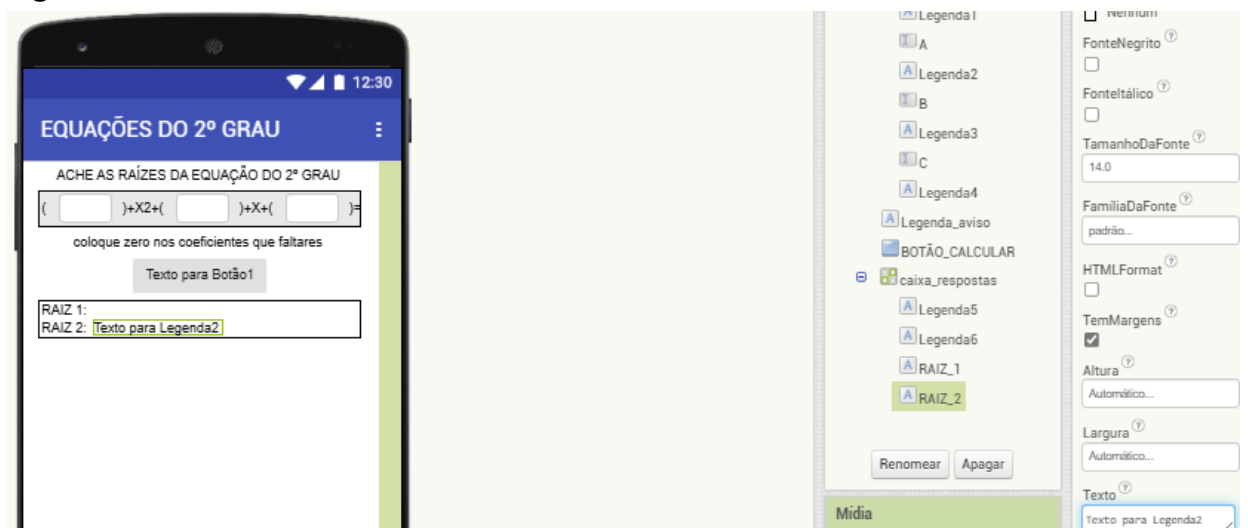 12:30
EQUAÇÕES DO 2º GRAU
ACHE AS RAÍZES DA EQUAÇÃO DO 2ª GRAU
( )+X2+( )+X+( )=
coloque zero nos coeficientes que faltares
Texto para Botão1
RAIZ 1:
RAIZ 2: Texto para Legenda2
Legenda1
A
Legenda2
B
Legenda3
C
Legenda4
Legenda_aviso
BOTÃO_CALCULAR
caixa_respostas
Legenda5
Legenda6
RAIZ_1
RAIZ_2
Renomear Apagar
Mídia
Nenhum
FonteNegrito
FonteItálico
TamanhoDaFonte
14.0
FamíliaDaFonte
padrão...
HTMLFormat
TemMargens
Altura
Automático...
Largura
Automático...
Texto
Texto para Legenda2